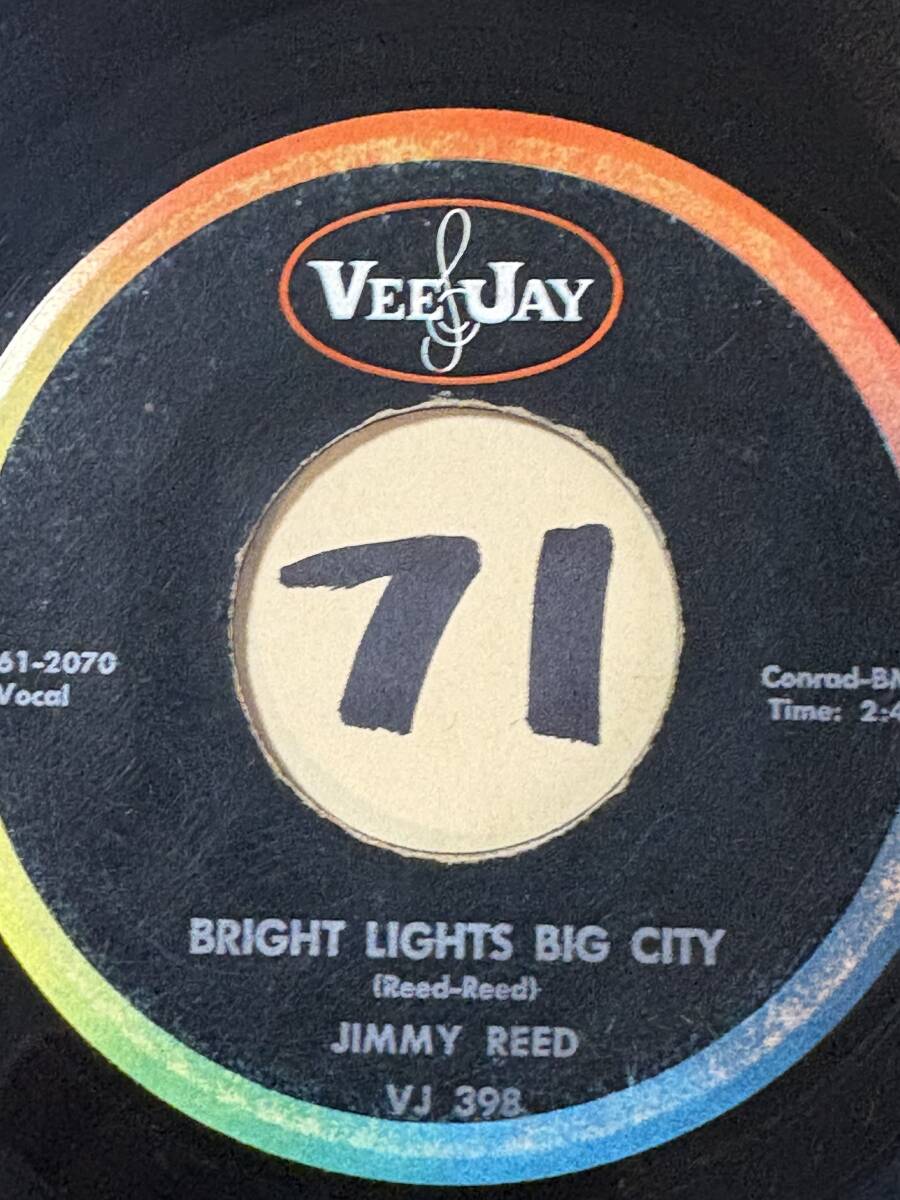 VEE JAY
71
61-2070
Vocal
Conrad-BM
Time: 2:4
BRIGHT LIGHTS BIG CITY
(Reed-Reed)
JIMMY REED
VJ 398